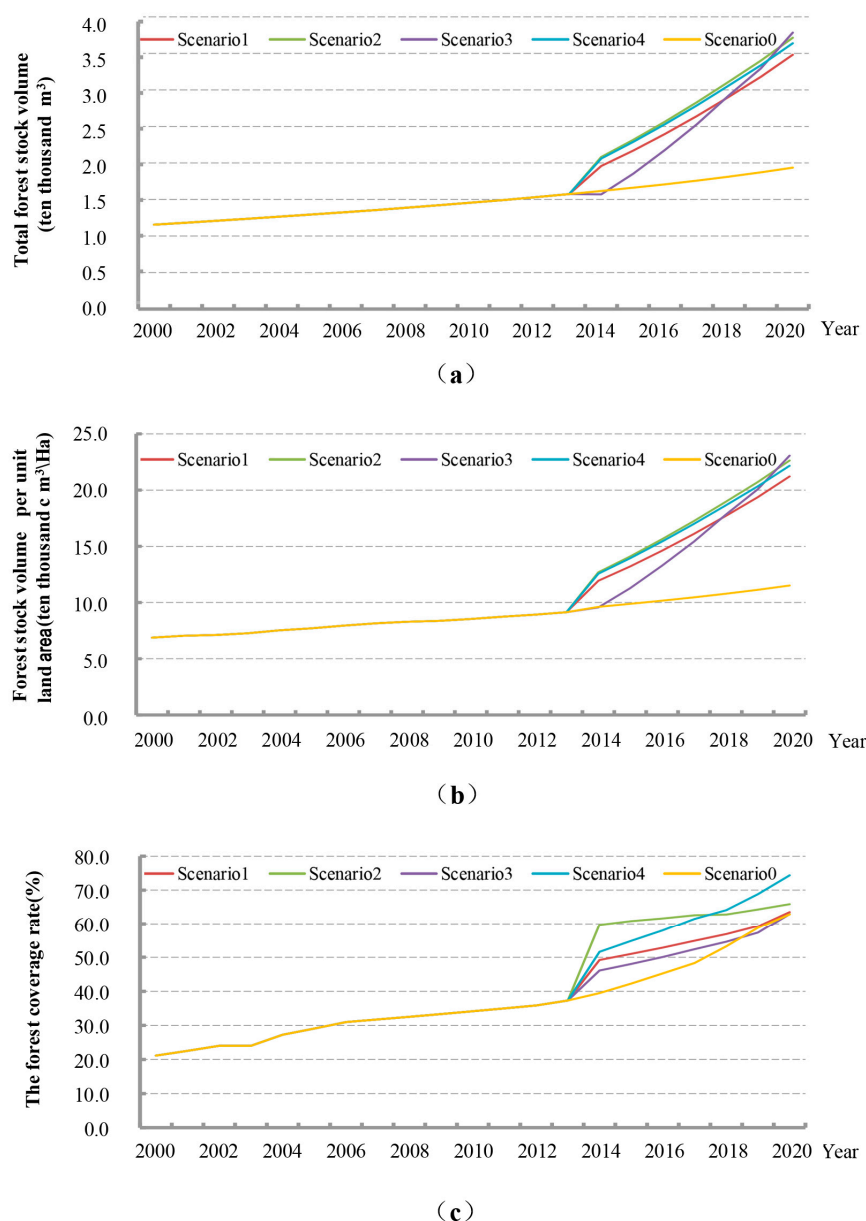 Total forest stock volume
(ten thousand m³)
4.0
3.5
3.0
2.5
2.0
1.5
1.0
0.5
0.0
Scenario1 Scenario2 Scenario3 Scenario4 Scenario0
2000 2002 2004 2006 2008 2010 2012 2014 2016 2018 2020 Year
（a）
Forest stock volume per unit
land area(ten thousand c m³\Ha)
25.0
20.0
15.0
10.0
5.0
0.0
Scenario1 Scenario2 Scenario3 Scenario4 Scenario0
2000 2002 2004 2006 2008 2010 2012 2014 2016 2018 2020 Year
（b）
The forest coverage rate(%)
80.0
70.0
60.0
50.0
40.0
30.0
20.0
10.0
0.0
Scenario1 Scenario2 Scenario3 Scenario4 Scenario0
2000 2002 2004 2006 2008 2010 2012 2014 2016 2018 2020 Year
（c）